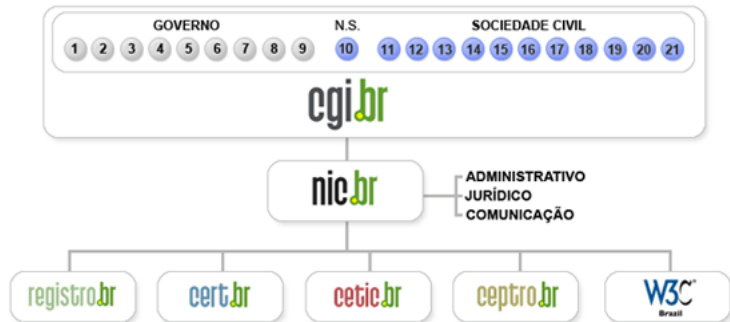 GOVERNO N.S. SOCIEDADE CIVIL
1 2 3 4 5 6 7 8 9 10 11 12 13 14 15 16 17 18 19 20 21
cgi.br
nic.br
ADMINISTRATIVO
JURÍDICO
COMUNICAÇÃO
registro.br cert.br cetic.br ceptro.br W3C
Brazil